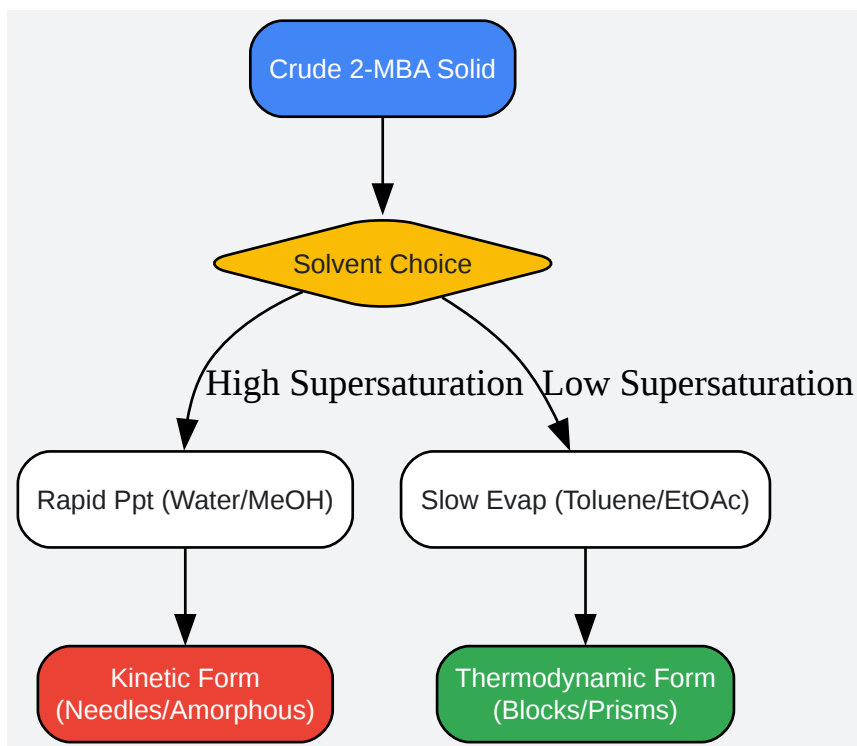 Crude 2-MBA Solid
Solvent Choice
High Supersaturation
Low Supersaturation
Rapid Ppt (Water/MeOH)
Slow Evap (Toluene/EtOAc)
Kinetic Form
(Needles/Amorphous)
Thermodynamic Form
(Blocks/Prisms)